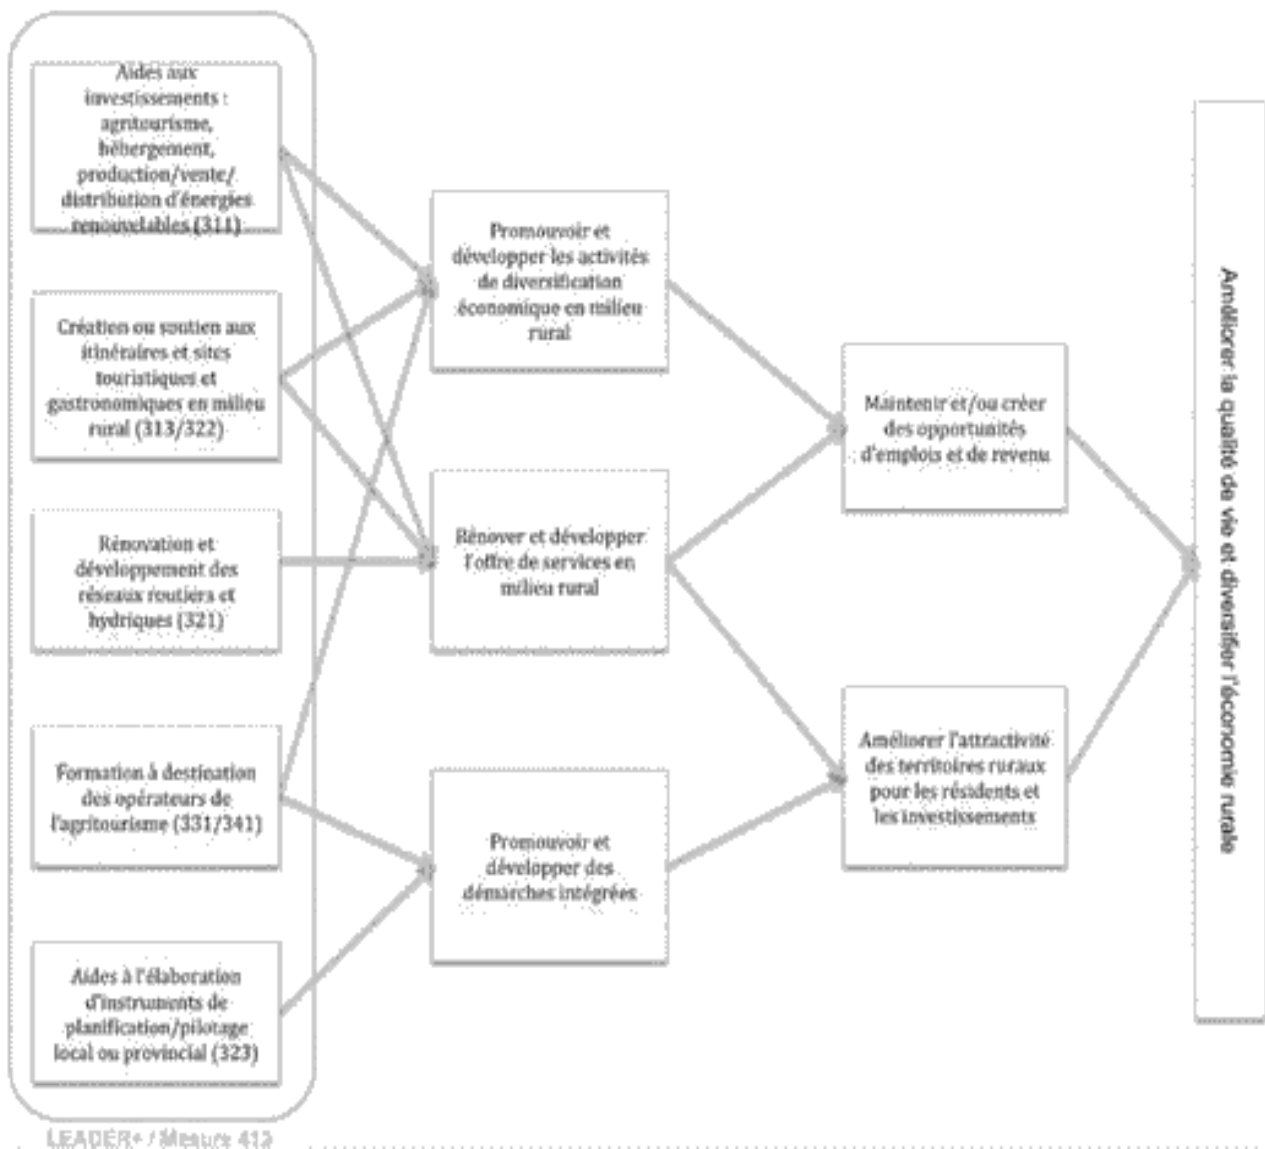 Aides aux
investissements :
agritourisme,
hébergement,
production/vente/
distribution d'énergies
renouvelables (311)
Création ou soutien aux
itinéraires et sites
touristiques et
gastronomiques en milieu
rural (313/322)
Rénovation et
développement des
réseaux routiers et
hydriques (321)
Formation à destination
des opérateurs de
l'agritourisme (331/341)
Aides à l'élaboration
d'instruments de
planification/pilotage
local ou provincial (323)
LEADER+ / Mesure 413
Promouvoir et
développer les activités
de diversification
économique en milieu
rural
Rénover et développer
l'offre de services en
milieu rural
Promouvoir et
développer des
démarches intégrées
Maintenir et/ou créer
des opportunités
d'emplois et de revenu
Améliorer l'attractivité
des territoires ruraux
pour les résidents et
les investissements
Améliorer la qualité de vie et diversifier l'économie rurale